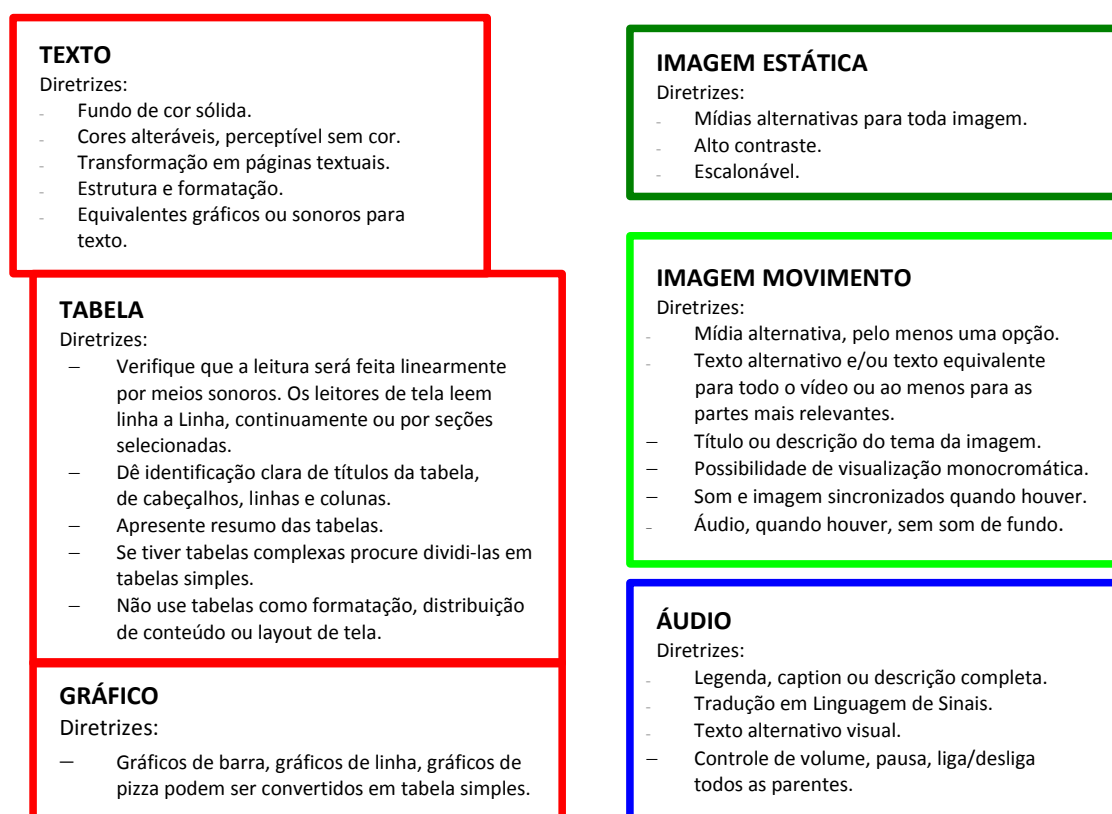 TEXTO
Diretrizes:
- Fundo de cor sólida.
- Cores alteráveis, perceptível sem cor.
- Transformação em páginas textuais.
- Estrutura e formatação.
- Equivalentes gráficos ou sonoros para
texto.
TABELA
Diretrizes:
– Verifique que a leitura será feita linearmente
por meios sonoros. Os leitores de tela leem
linha a Linha, continuamente ou por seções
selecionadas.
– Dê identificação clara de títulos da tabela,
de cabeçalhos, linhas e colunas.
– Apresente resumo das tabelas.
– Se tiver tabelas complexas procure dividi-las em
tabelas simples.
– Não use tabelas como formatação, distribuição
de conteúdo ou layout de tela.
GRÁFICO
Diretrizes:
– Gráficos de barra, gráficos de linha, gráficos de
pizza podem ser convertidos em tabela simples.
IMAGEM ESTÁTICA
Diretrizes:
- Mídias alternativas para toda imagem.
- Alto contraste.
- Escalonável.
IMAGEM MOVIMENTO
Diretrizes:
- Mídia alternativa, pelo menos uma opção.
- Texto alternativo e/ou texto equivalente
para todo o vídeo ou ao menos para as
partes mais relevantes.
– Título ou descrição do tema da imagem.
– Possibilidade de visualização monocromática.
– Som e imagem sincronizados quando houver.
- Áudio, quando houver, sem som de fundo.
ÁUDIO
Diretrizes:
- Legenda, caption ou descrição completa.
- Tradução em Linguagem de Sinais.
- Texto alternativo visual.
– Controle de volume, pausa, liga/desliga
todos as parentes.